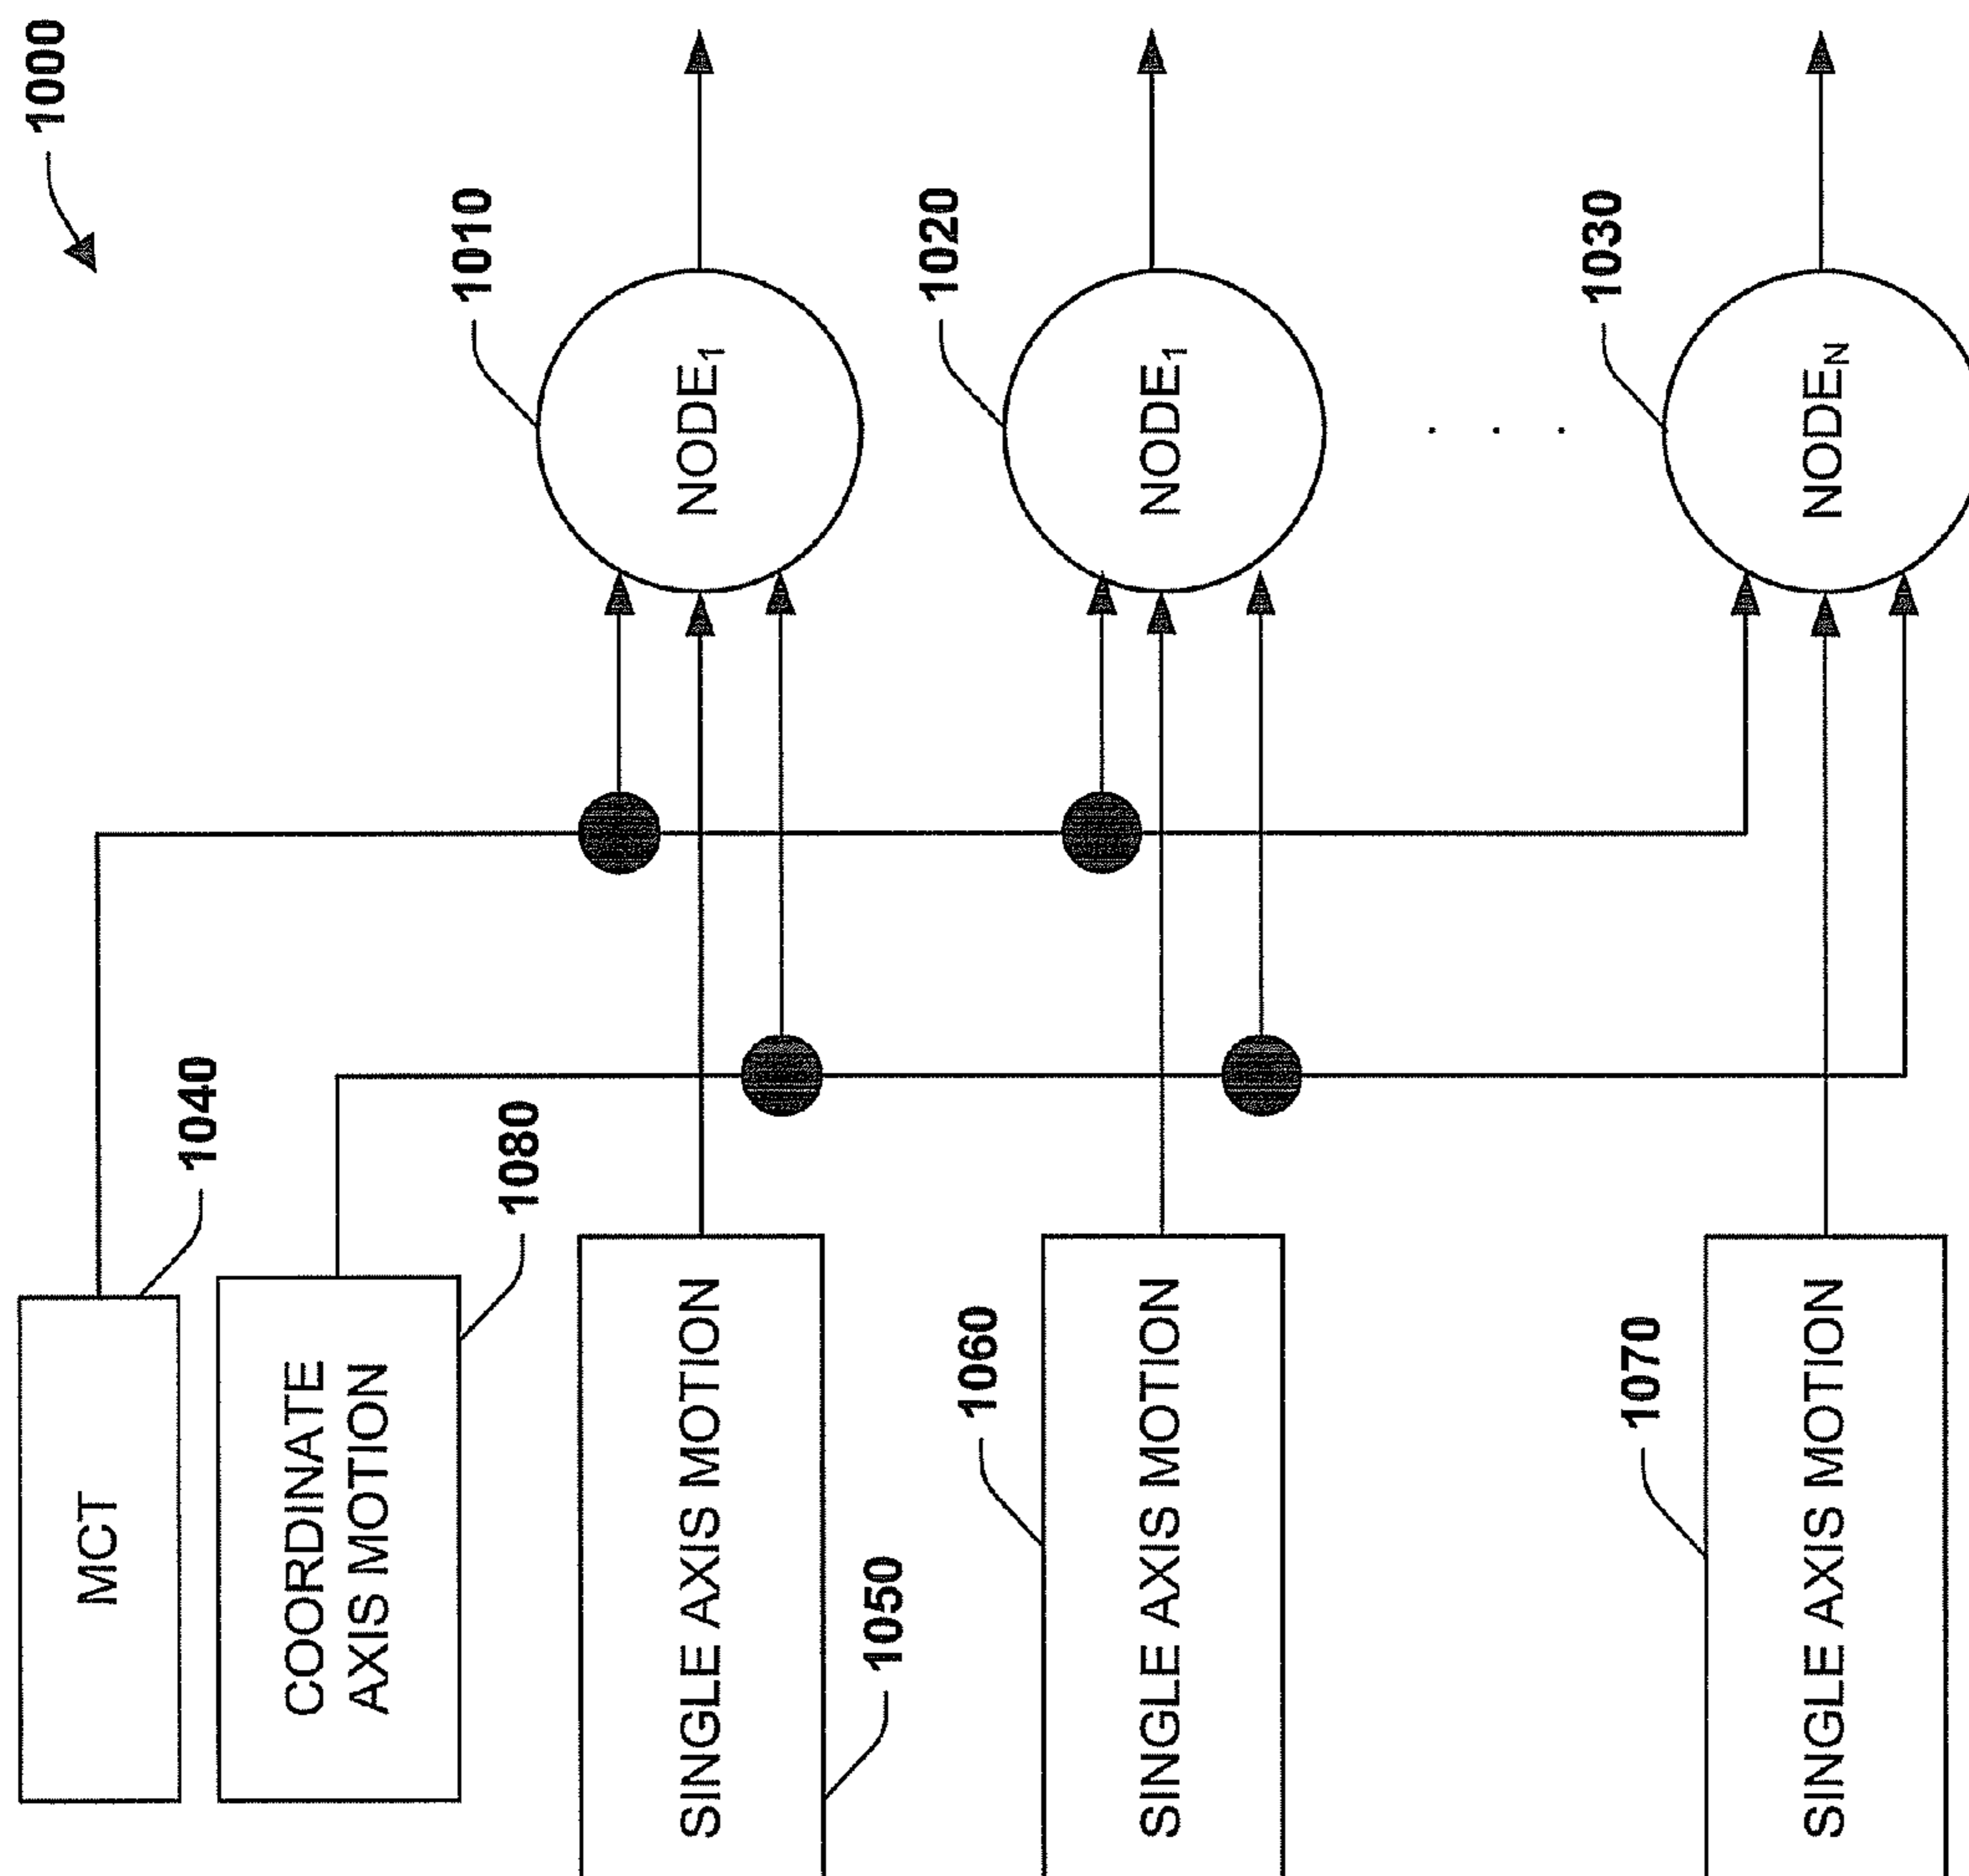 1000
MCT
1040
COORDINATE
AXIS MOTION
1080
SINGLE AXIS MOTION
1050
NODE₁
1010
SINGLE AXIS MOTION
1060
NODE₁
1020
. . .
SINGLE AXIS MOTION
1070
NODEₙ
1030